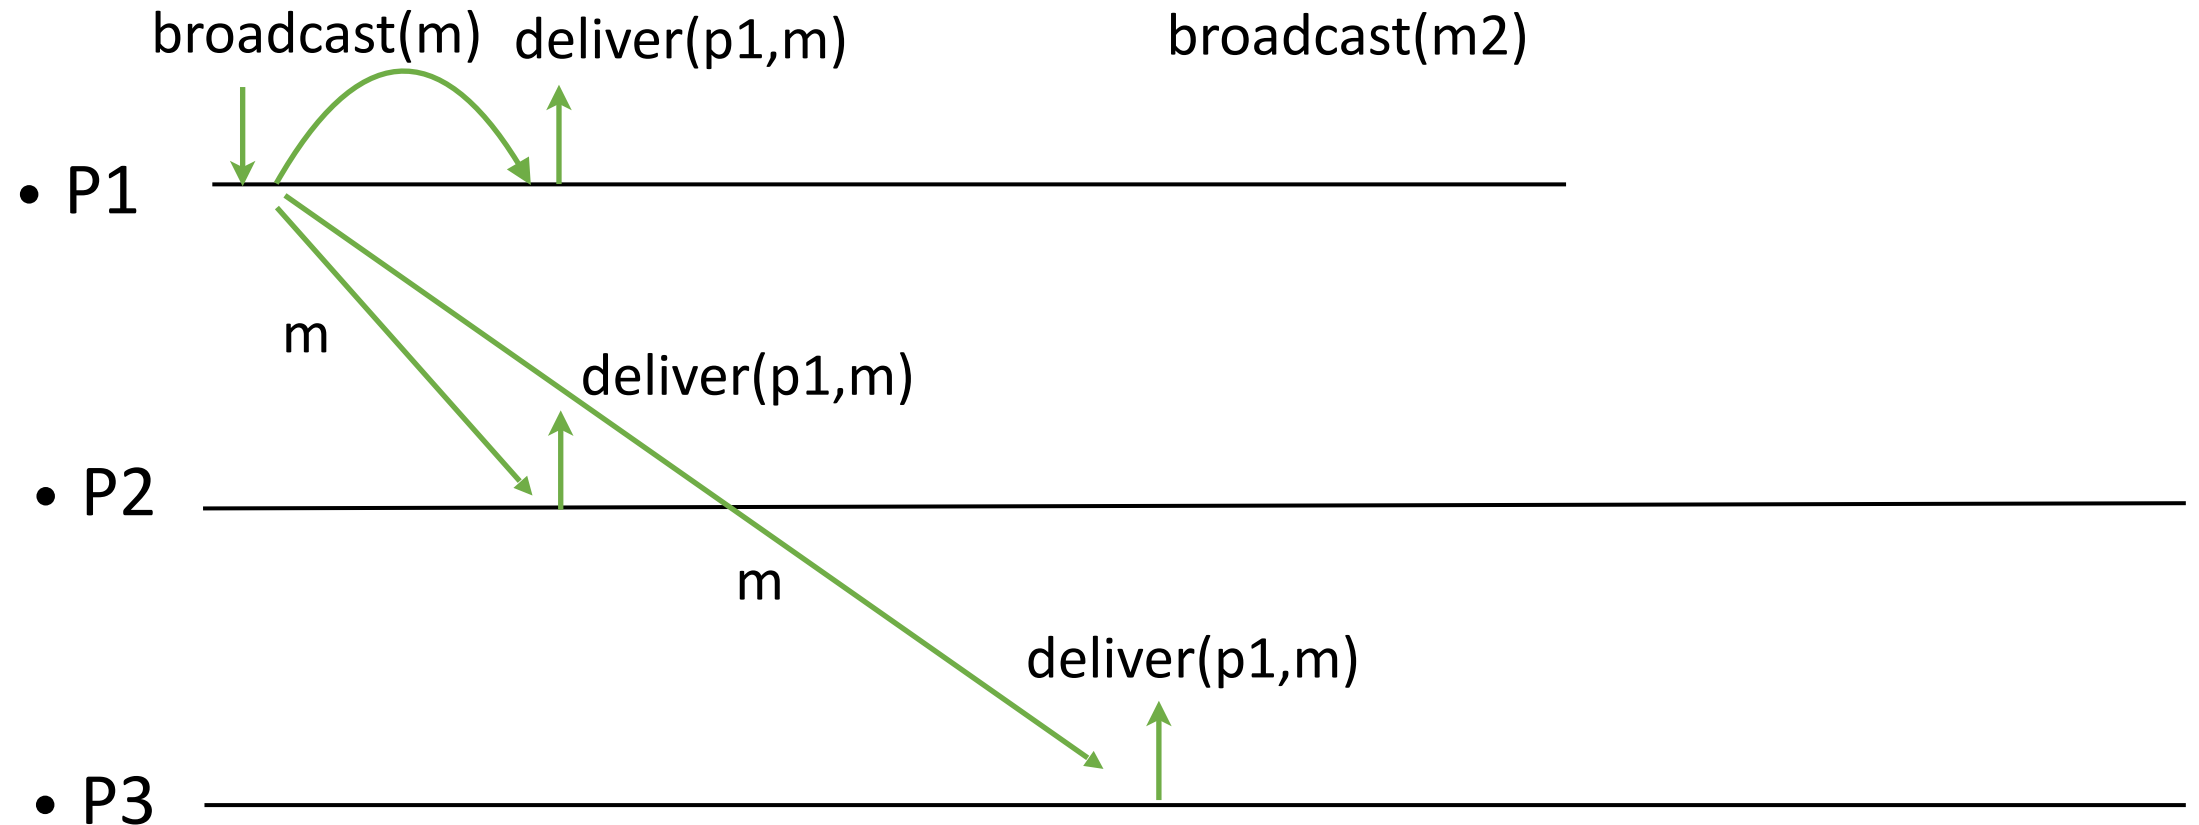 broadcast(m)
deliver(p1,m)
broadcast(m2)
• P1
m
deliver(p1,m)
• P2
m
deliver(p1,m)
• P3